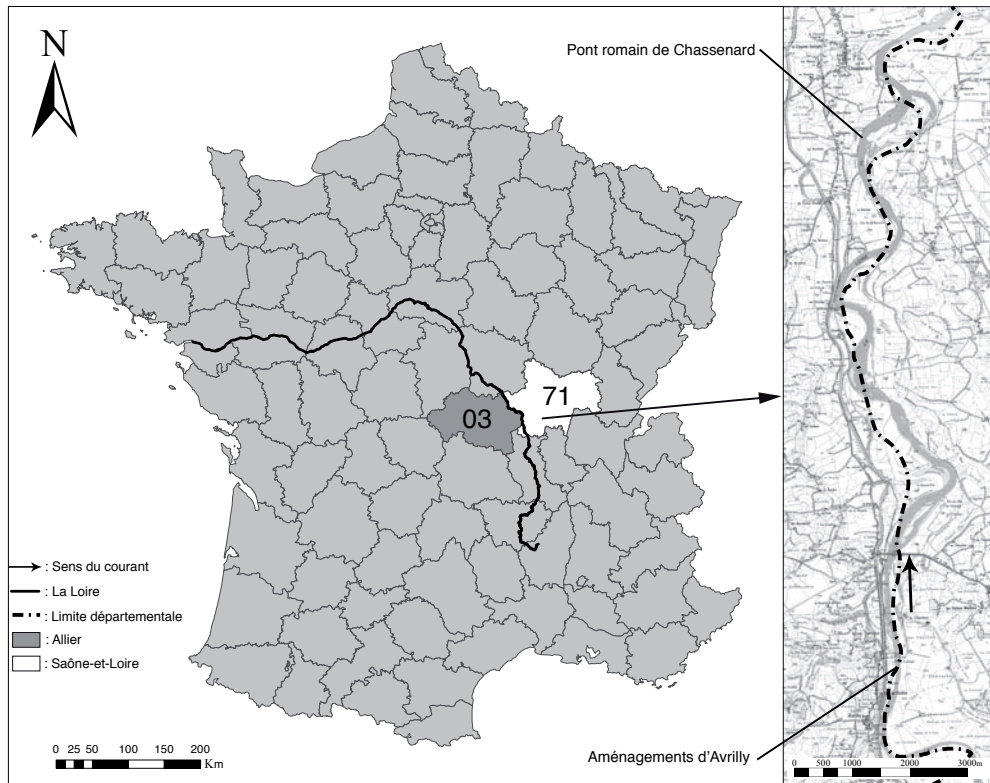 N
Pont romain de Chassenard
71
03
: Sens du courant
: La Loire
: Limite départementale
: Allier
: Saône-et-Loire
0 25 50 100 150 200
Km
Aménagements d'Avrilly
0 500 1000 2000 3000m